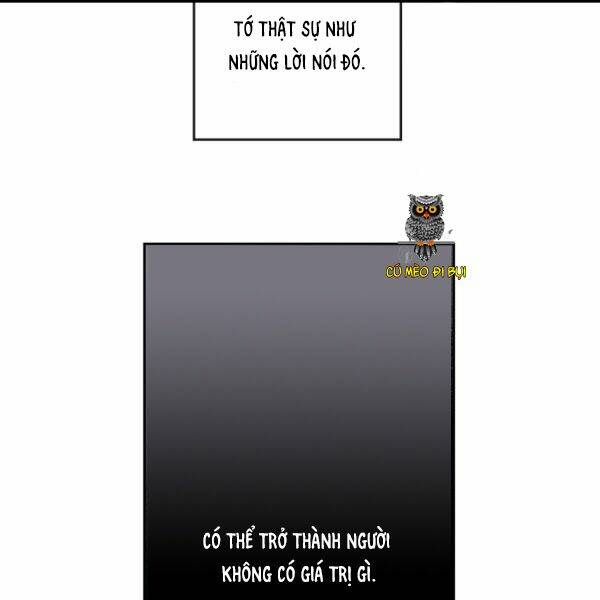 TỚ THẬT SỰ NHƯ
NHỮNG LỜI NÓI ĐÓ.
CÚ MÈO ĐI BỤI
CÓ THỂ TRỞ THÀNH NGƯỜI
KHÔNG CÓ GIÁ TRỊ GÌ.